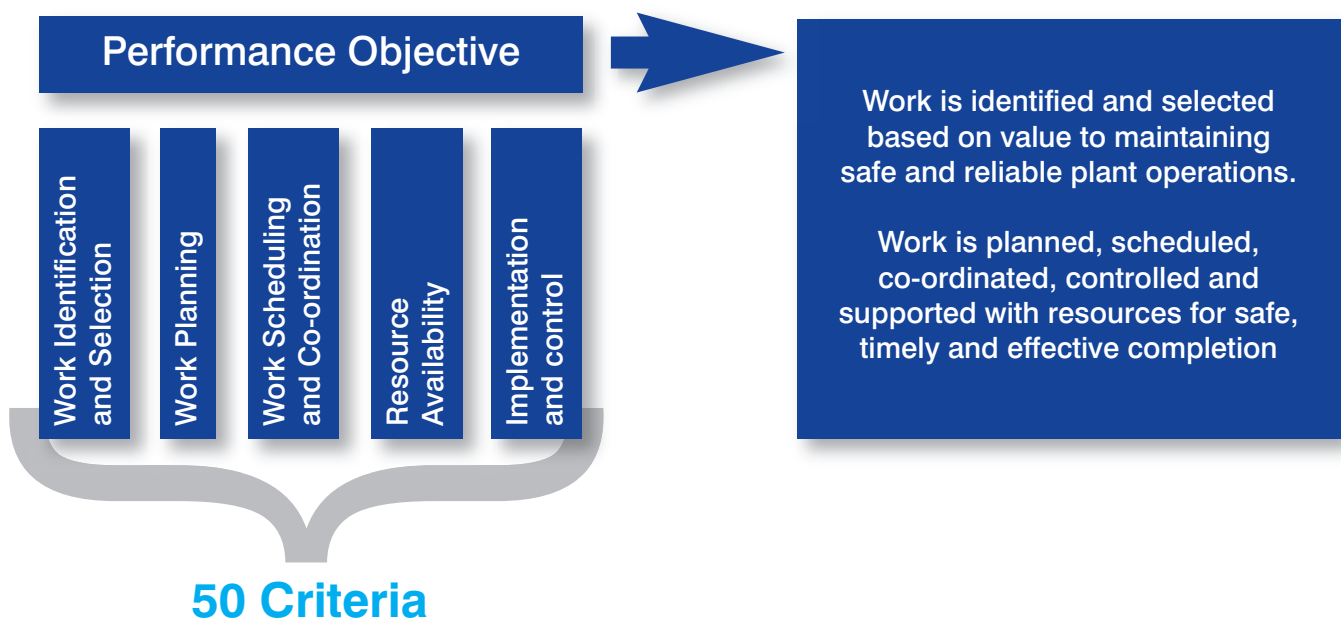 Performance Objective
Work Identification
and Selection
Work Planning
Work Scheduling
and Co-ordination
Resource
Availability
Implementation
and control
50 Criteria
Work is identified and selected
based on value to maintaining
safe and reliable plant operations.
Work is planned, scheduled,
co-ordinated, controlled and
supported with resources for safe,
timely and effective completion